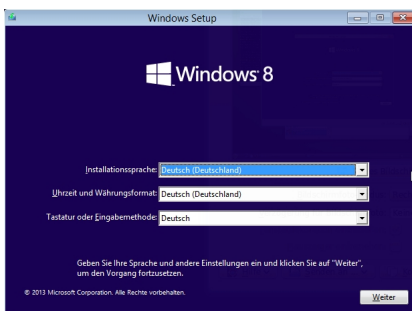 Windows Setup
Windows 8
Installationssprache: Deutsch (Deutschland)
Uhrzeit und Währungsformat: Deutsch (Deutschland)
Tastatur oder Eingabemethode: Deutsch
Geben Sie Ihre Sprache und andere Einstellungen ein und klicken Sie auf "Weiter",
um den Vorgang fortzusetzen.
© 2013 Microsoft Corporation. Alle Rechte vorbehalten.
Weiter